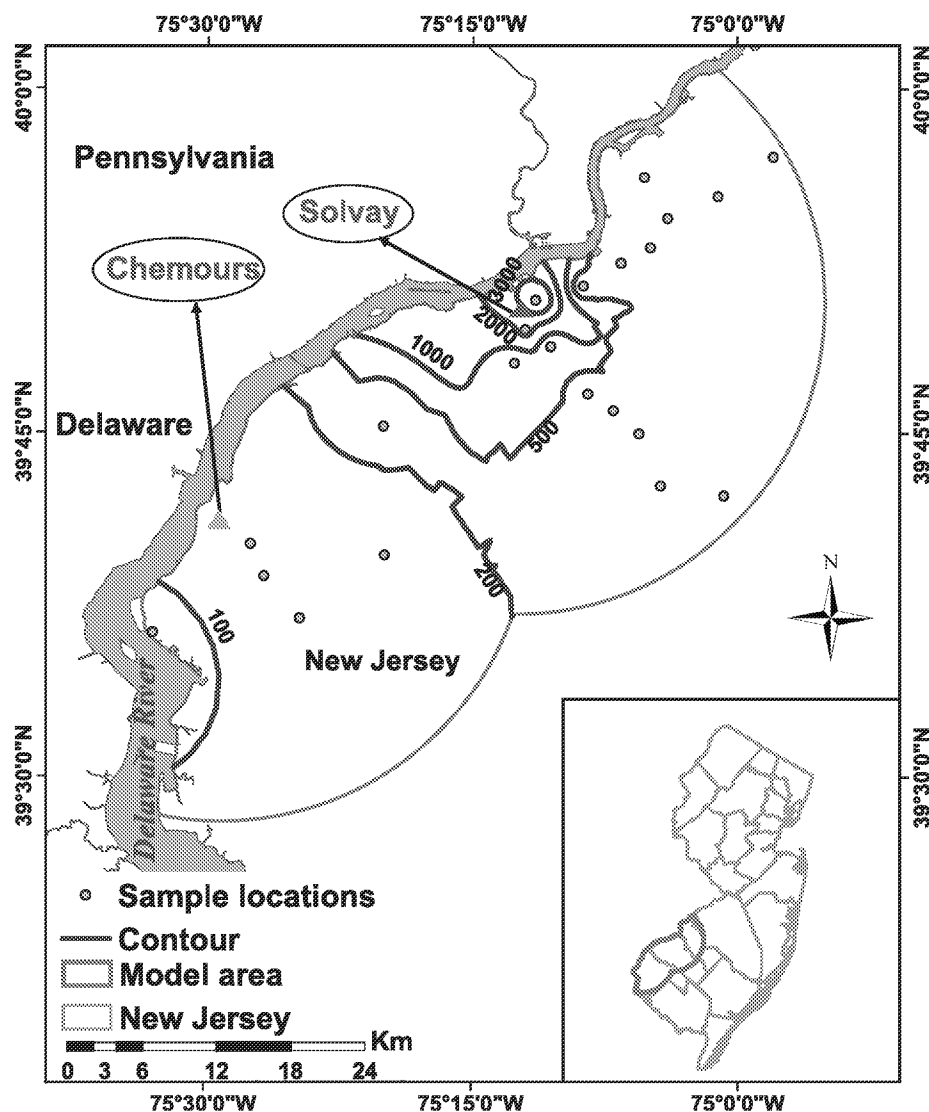 75°30'0"W 75°15'0"W 75°0'0"W
40°0'0"N 40°0'0"N
Pennsylvania
Solvay
Chemours
3000
2000
1000
Delaware
500
39°45'0"N 39°45'0"N
200
100
N
New Jersey
Delaware River
39°30'0"N 39°30'0"N
Sample locations
Contour
Model area
New Jersey
Km
0 3 6 12 18 24
75°30'0"W 75°15'0"W 75°0'0"W